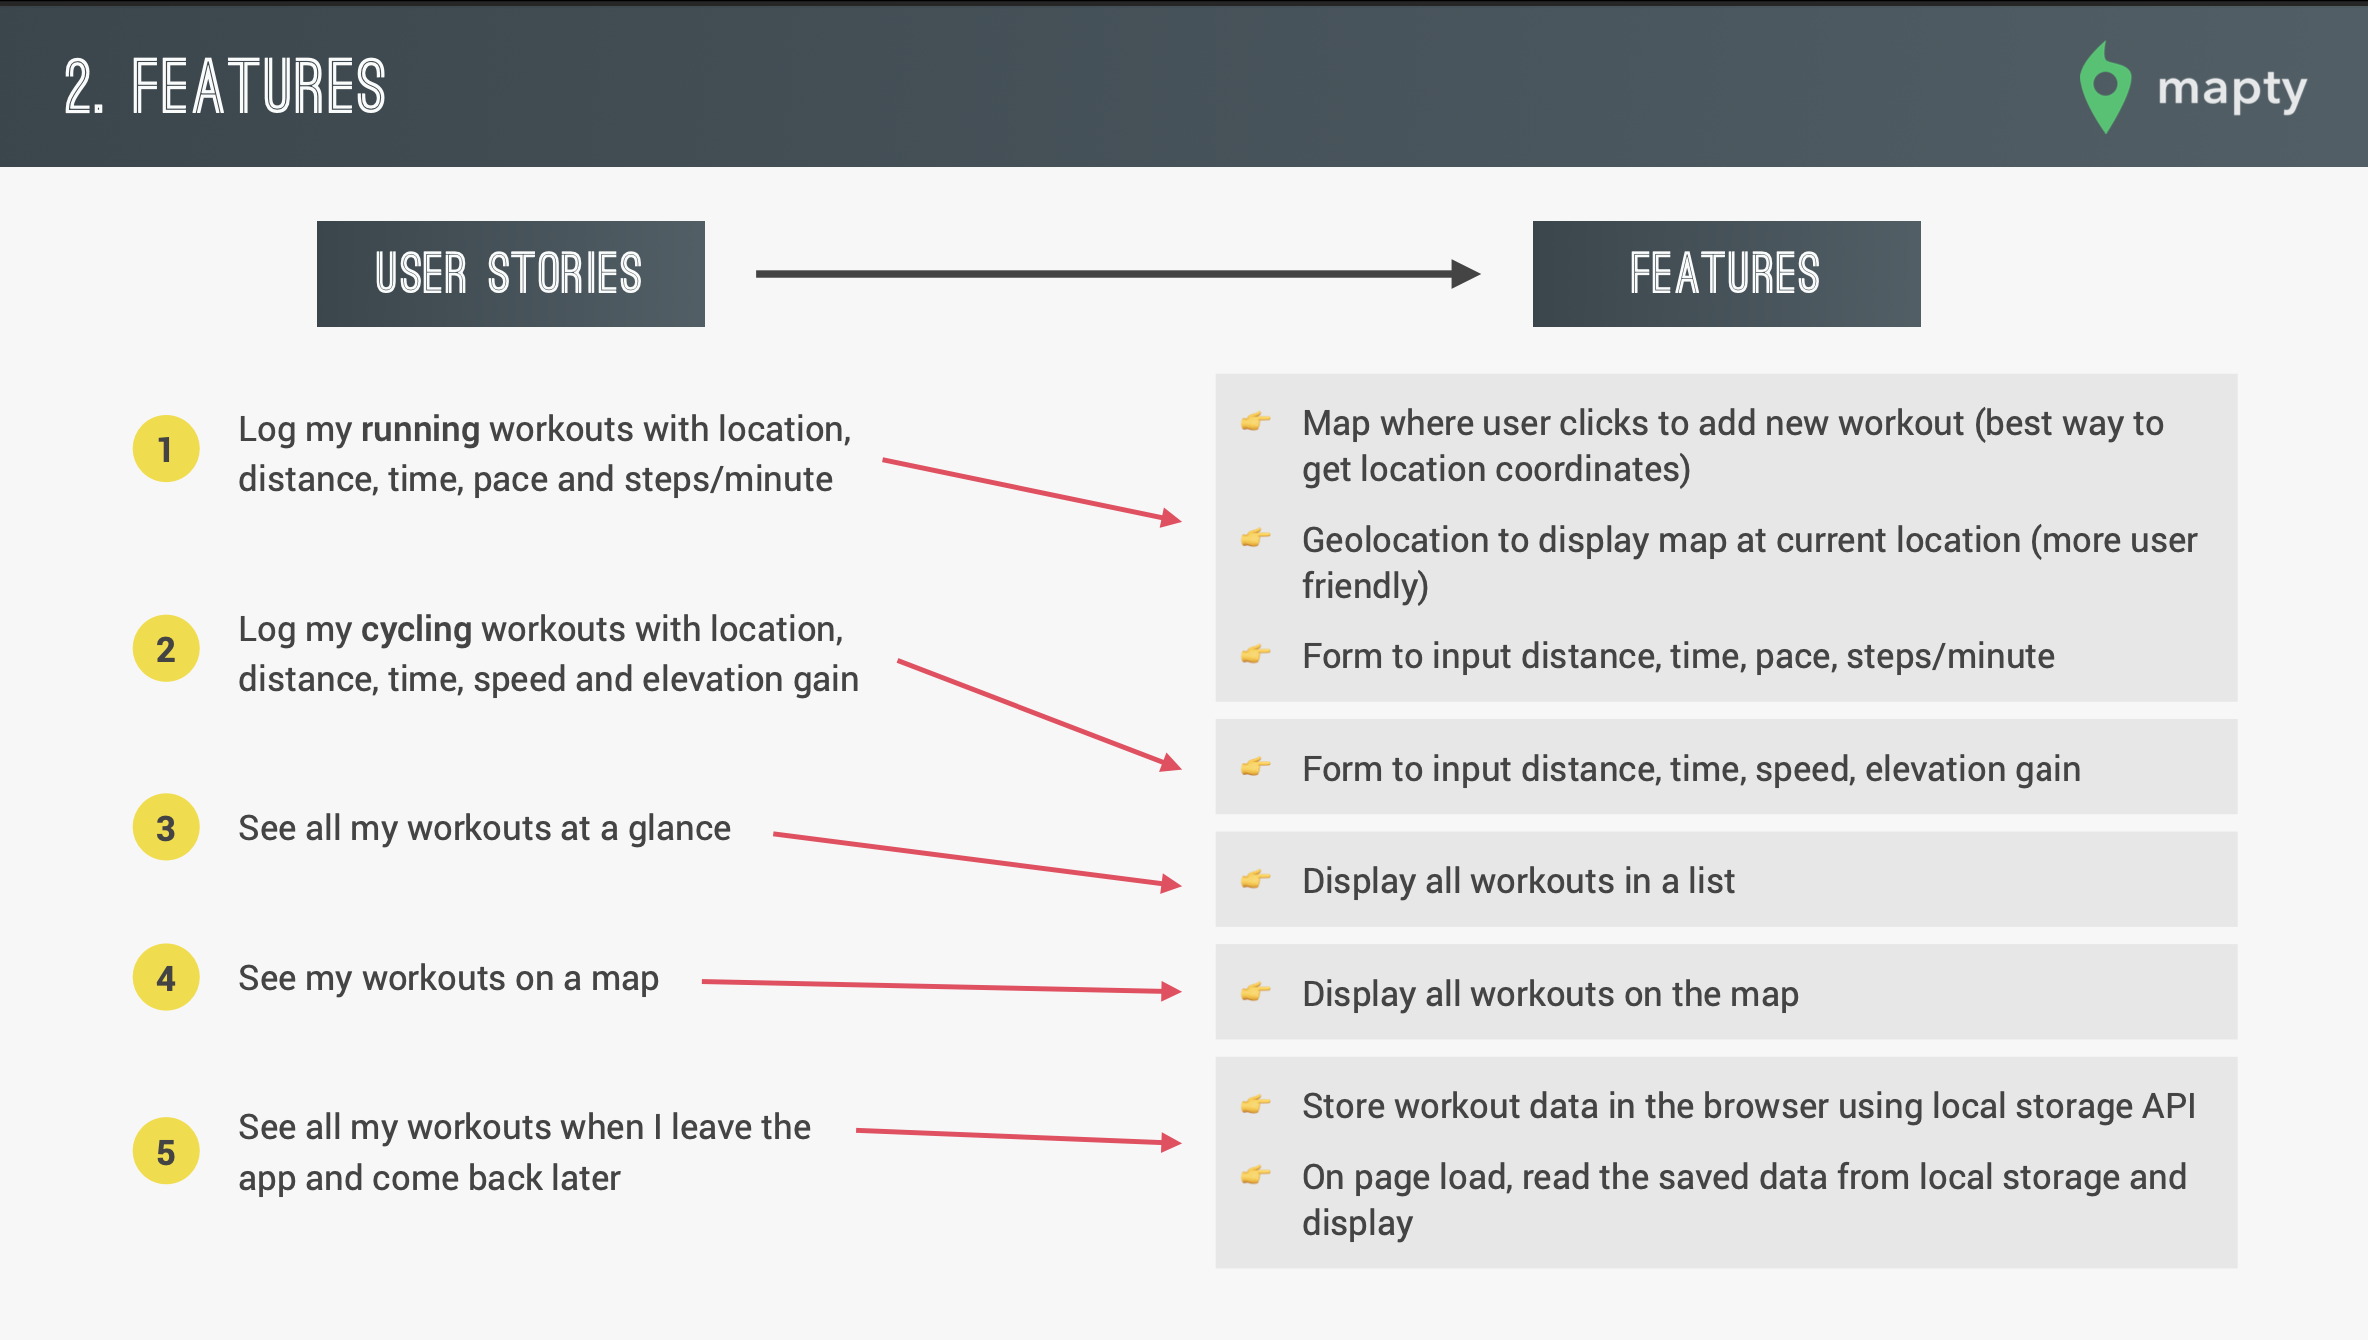 2. FEATURES
mapty
USER STORIES
FEATURES
1
Log my running workouts with location,
distance, time, pace and steps/minute
2
Log my cycling workouts with location,
distance, time, speed and elevation gain
3
See all my workouts at a glance
4
See my workouts on a map
5
See all my workouts when I leave the
app and come back later
Map where user clicks to add new workout (best way to
get location coordinates)
Geolocation to display map at current location (more user
friendly)
Form to input distance, time, pace, steps/minute
Form to input distance, time, speed, elevation gain
Display all workouts in a list
Display all workouts on the map
Store workout data in the browser using local storage API
On page load, read the saved data from local storage and
display